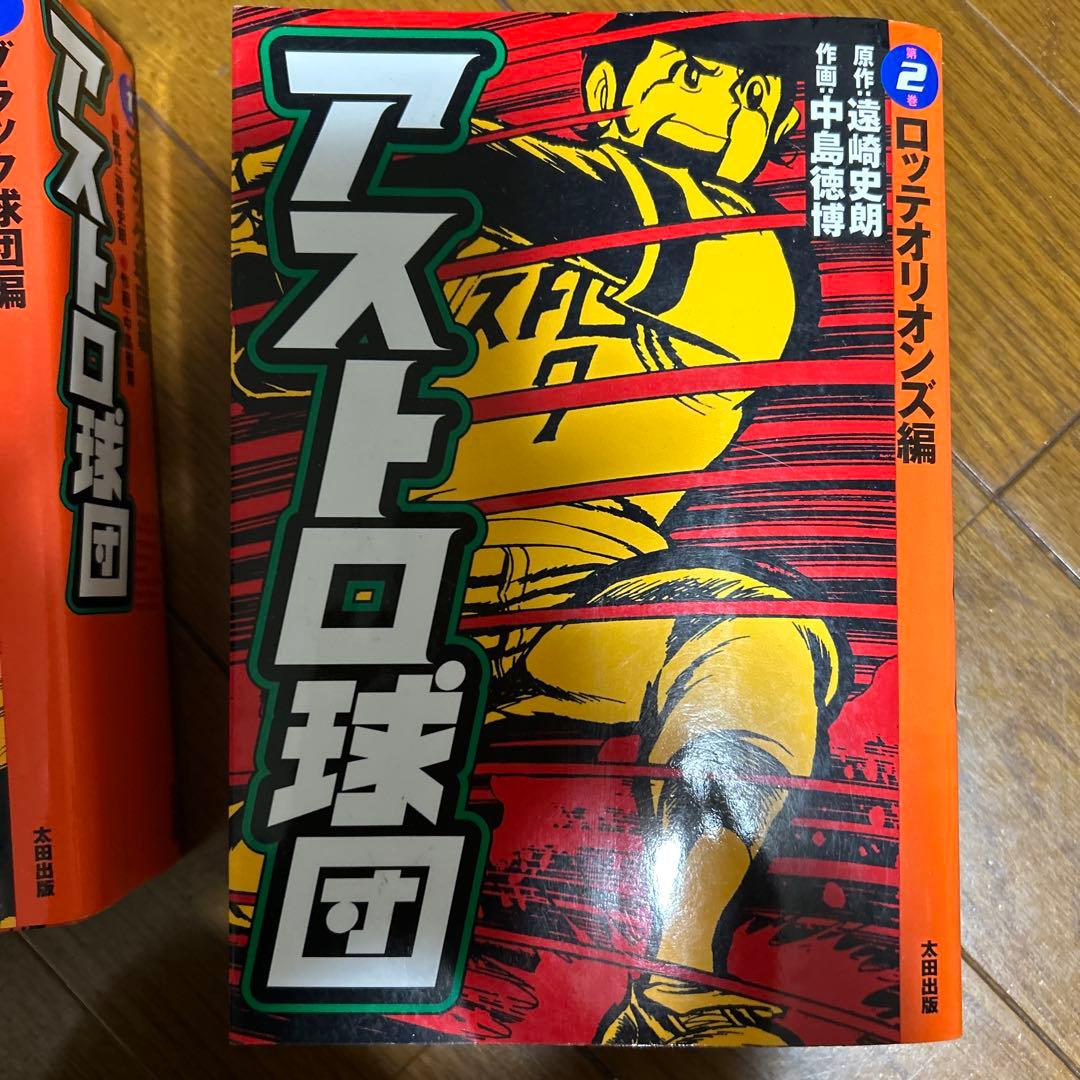 アストロ球団
原作:遠崎史朗
作画:中島徳博
第2巻
ロッテオリオンズ編
太田出版
ブラック球団編
アストロ球団
太田出版